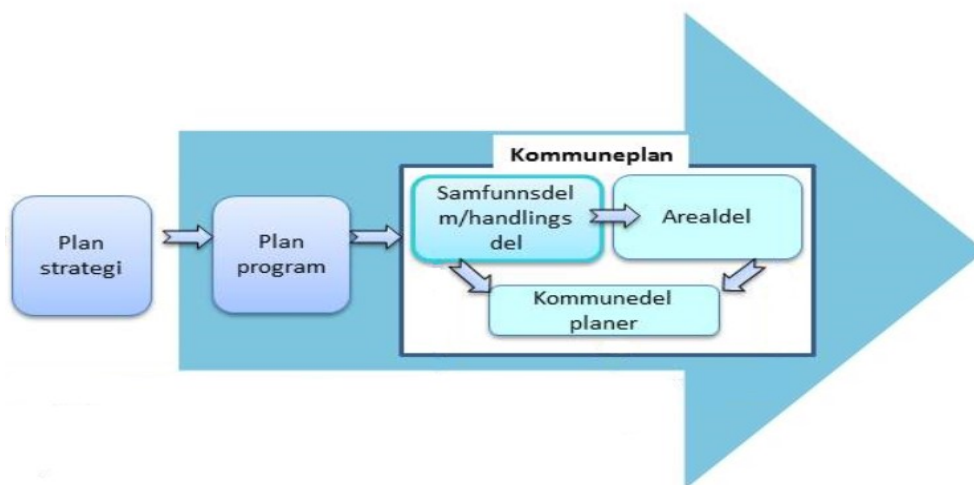 Kommuneplan
Plan
strategi
Plan
program
Samfunnsdel
m/handlings
del
Arealdel
Kommunedel
planer